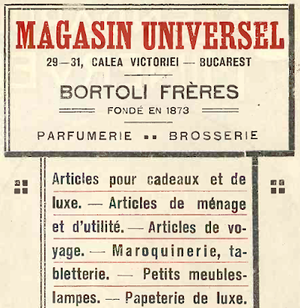 MAGASIN UNIVERSEL
29–31, CALEA VICTORIEI — BUCAREST
BORTOLI FRÈRES
FONDÉ EN 1873
PARFUMERIE ▪▪ BROSSERIE
Articles pour cadeaux et de
luxe. — Articles de ménage
et d'utilité. — Articles de vo-
yage. — Maroquinerie, ta-
bletterie. — Petits meubles-
lampes. — Papeterie de luxe.